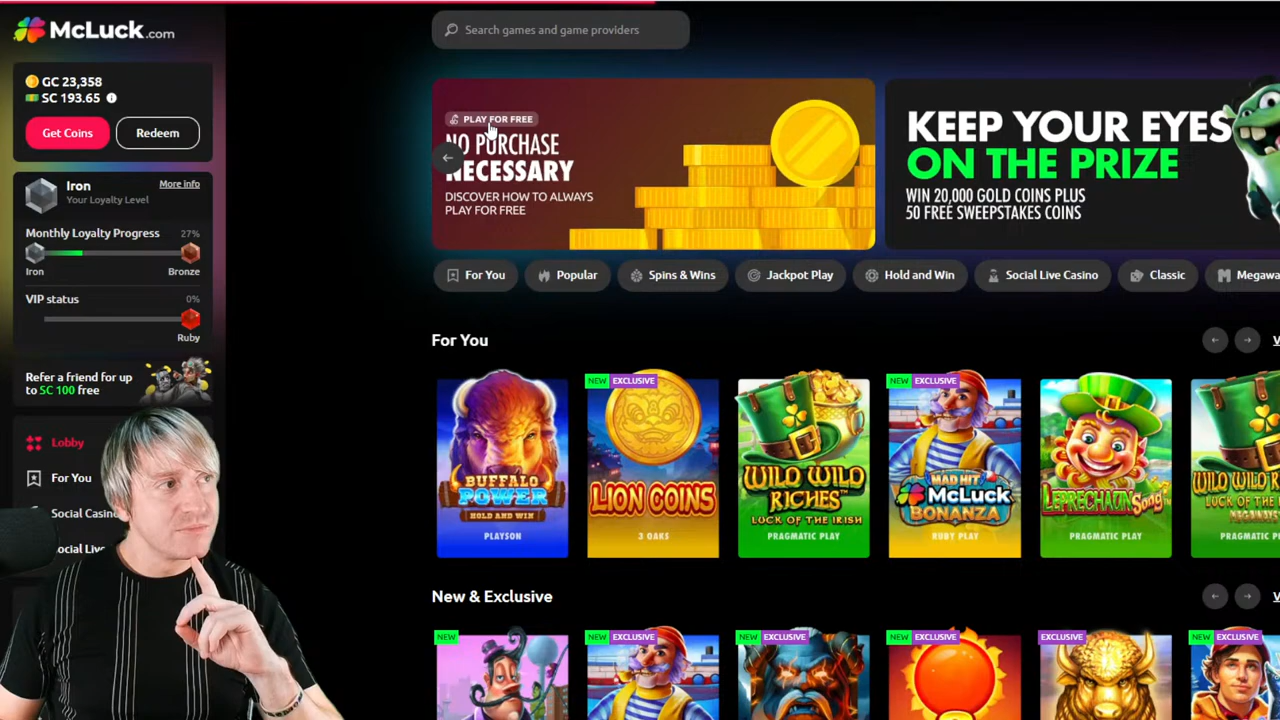 McLuck.com
Search games and game providers
GC 23,358
SC 193.65
Get Coins
Redeem
Iron
More info
Your Loyalty Level
Monthly Loyalty Progress
27%
Iron
Bronze
VIP status
0%
Ruby
Refer a friend for up
to SC 100 free
Lobby
For You
Social Casino
PLAY FOR FREE
NO PURCHASE
NECESSARY
DISCOVER HOW TO ALWAYS
PLAY FOR FREE
KEEP YOUR EYES
ON THE PRIZE
WIN 20,000 GOLD COINS PLUS
50 FREE SWEEPSTAKES COINS
For You
Popular
Spins & Wins
Jackpot Play
Hold and Win
Social Live Casino
Classic
For You
BUFFALO
POWER
HOLD AND WIN
PLAYSON
NEW EXCLUSIVE
LION COINS
3 OAKS
WILD WILD
RICHES™
LUCK OF THE IRISH
PRAGMATIC PLAY
NEW EXCLUSIVE
MAD HIT
McLuck
BONANZA
RUBY PLAY
LEPRECHAUN
Song™
PRAGMATIC PLAY
New & Exclusive
NEW
NEW EXCLUSIVE
NEW EXCLUSIVE
NEW EXCLUSIVE
EXCLUSIVE
NEW EXCLUSIVE